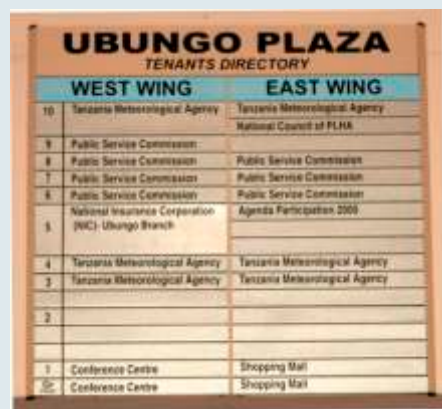 UBUNGO PLAZA
TENANTS DIRECTORY
WEST WING EAST WING
10 Tanzania Meteorological Agency Tanzania Meteorological Agency
National Council of PLHA
9 Public Service Commission
8 Public Service Commission Public Service Commission
7 Public Service Commission Public Service Commission
6 Public Service Commission Public Service Commission
National Insurance Corporation Agenda Participation 2000
5 (NIC)- Ubungo Branch
4 Tanzania Meteorological Agency Tanzania Meteorological Agency
3 Tanzania Meteorological Agency Tanzania Meteorological Agency
2
1 Conference Centre Shopping Mall
Conference Centre Shopping Mall